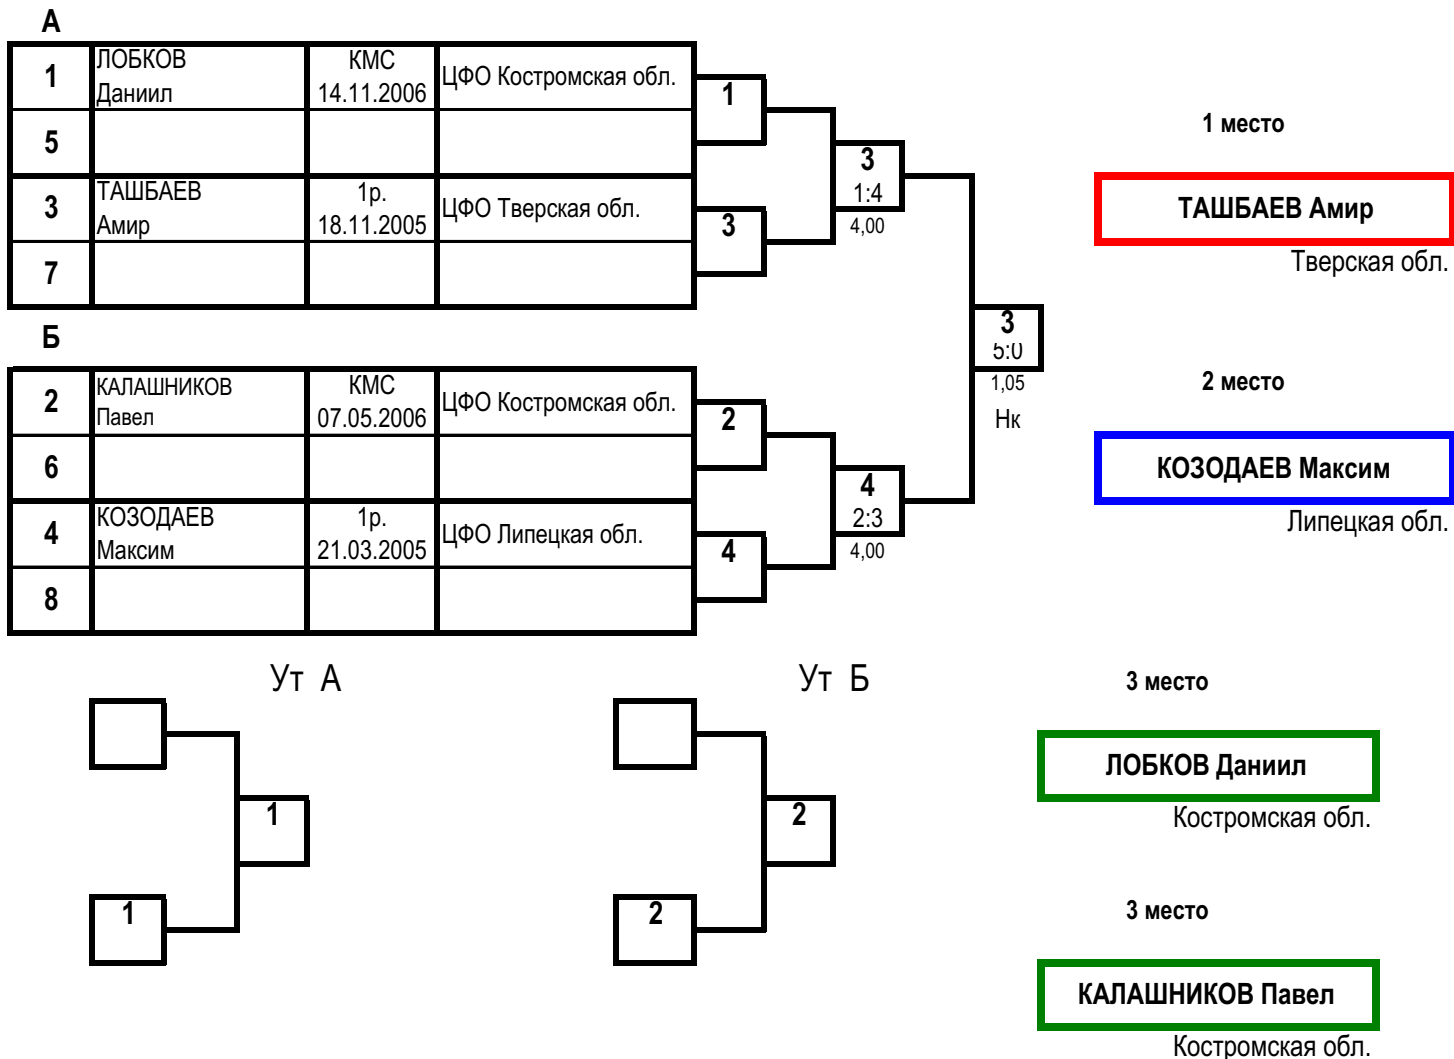 А
1 ЛОБКОВ Даниил КМС 14.11.2006 ЦФО Костромская обл.
5
3 ТАШБАЕВ Амир 1р. 18.11.2005 ЦФО Тверская обл.
7
1
3
3
1:4
4,00
Б
2 КАЛАШНИКОВ Павел КМС 07.05.2006 ЦФО Костромская обл.
6
4 КОЗОДАЕВ Максим 1р. 21.03.2005 ЦФО Липецкая обл.
8
2
4
4
2:3
4,00
3
5:0
1,05
Нк
1 место
ТАШБАЕВ Амир
Тверская обл.
2 место
КОЗОДАЕВ Максим
Липецкая обл.
Ут А
1
1
Ут Б
2
2
3 место
ЛОБКОВ Даниил
Костромская обл.
3 место
КАЛАШНИКОВ Павел
Костромская обл.